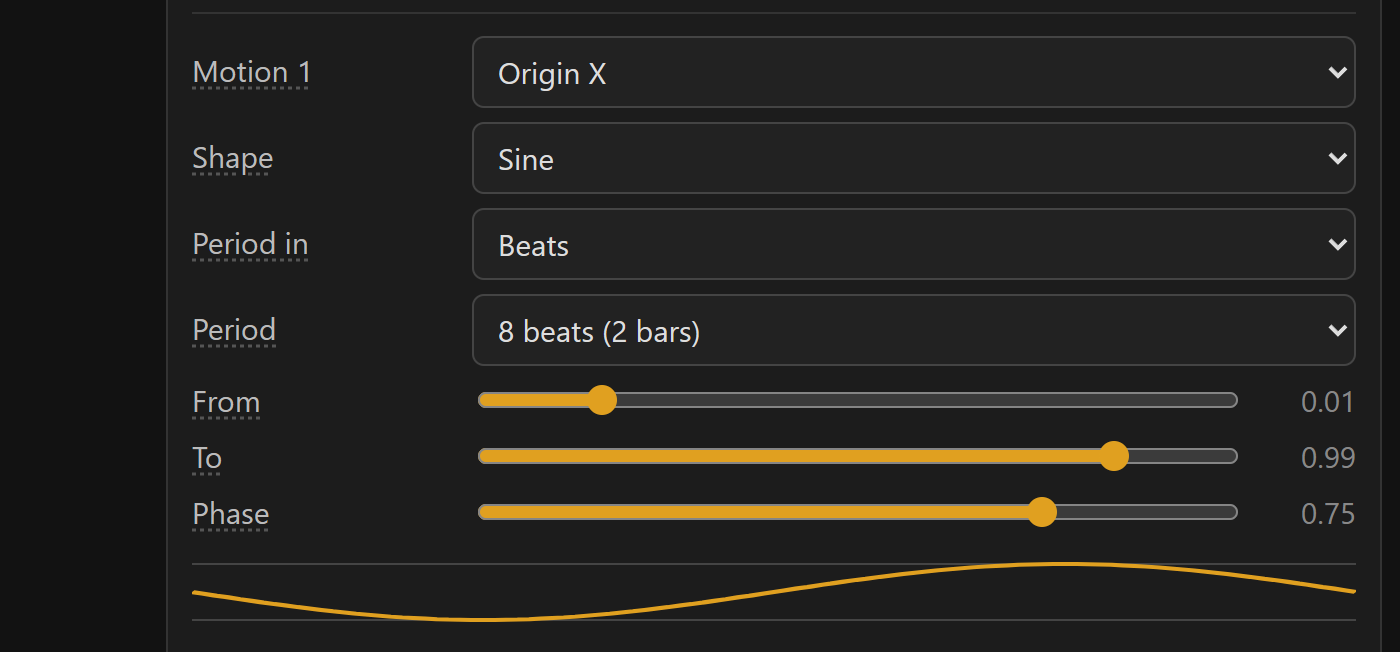 Motion 1 Origin X
Shape Sine
Period in Beats
Period 8 beats (2 bars)
From 0.01
To 0.99
Phase 0.75